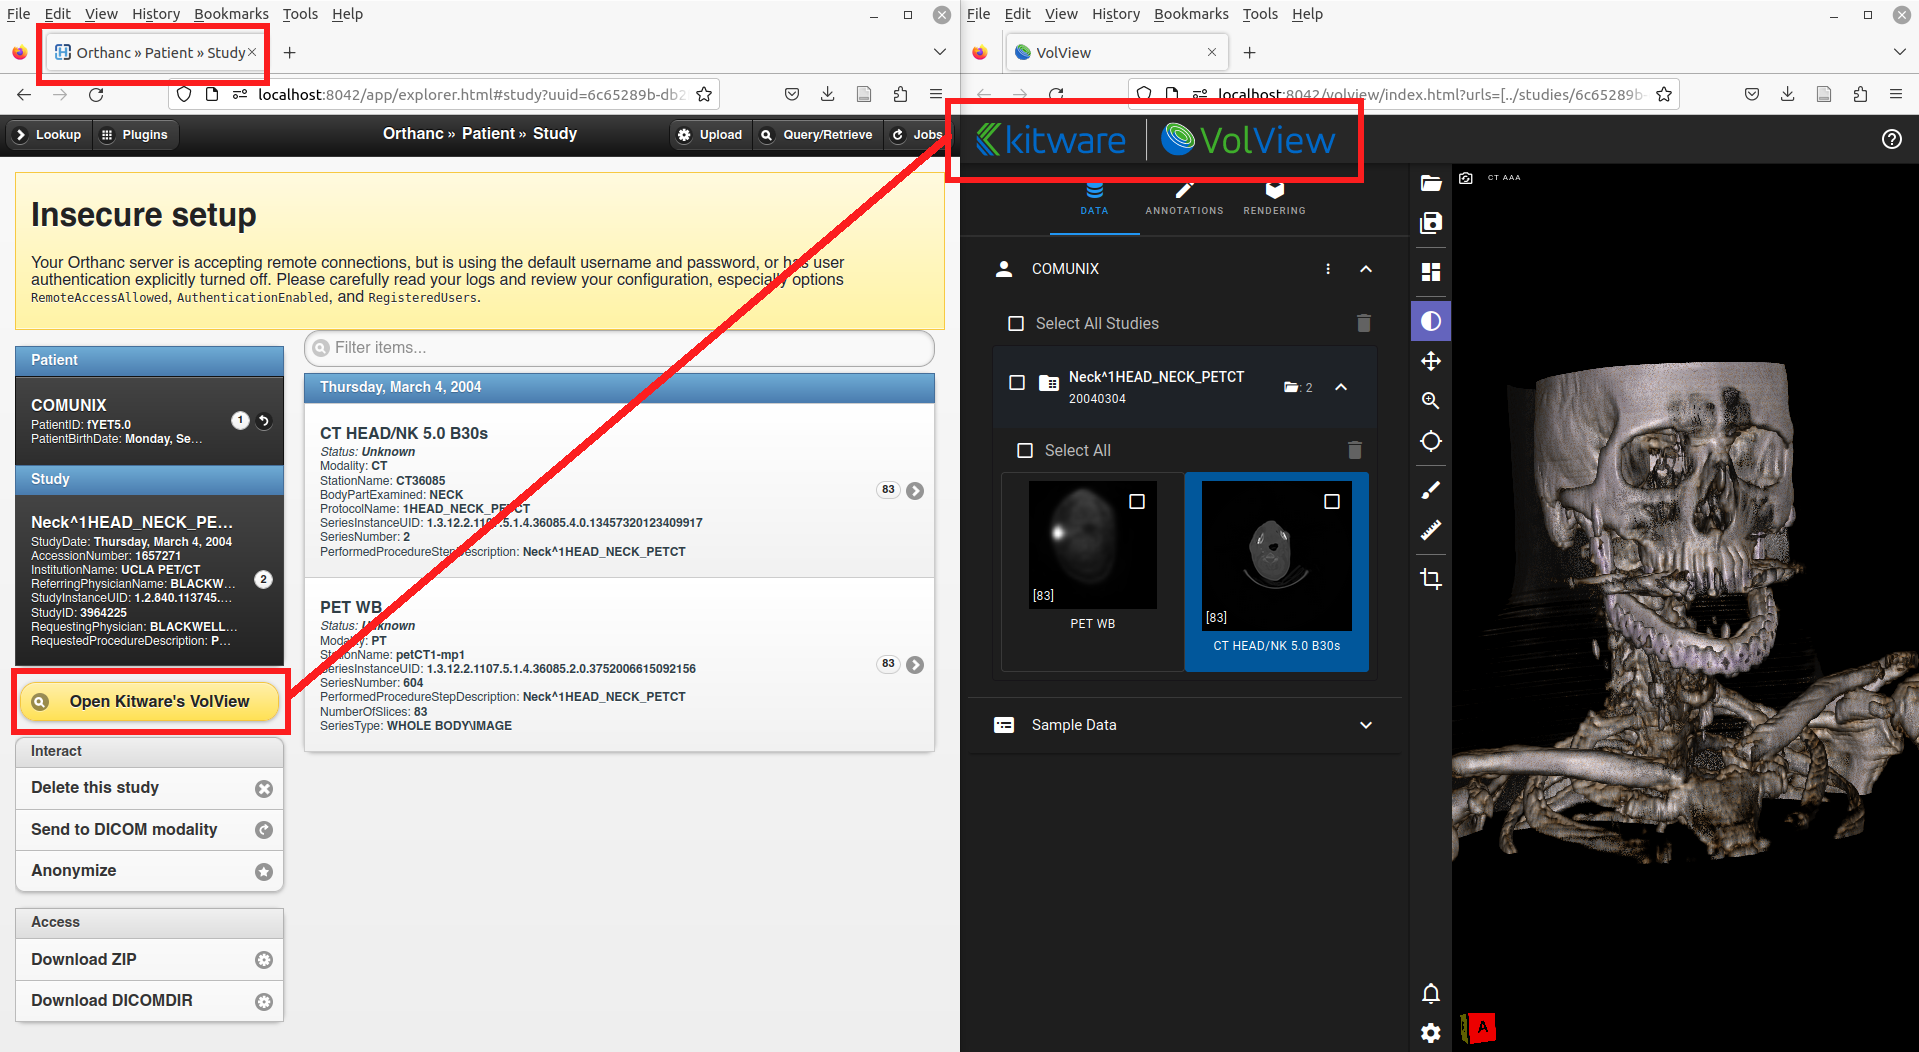 File Edit View History Bookmarks Tools Help
Orthanc » Patient » Study
localhost:8042/app/explorer.html#study?uuid=6c65289b-db2
Lookup
Plugins
Orthanc » Patient » Study
Upload
Query/Retrieve
Jobs
Insecure setup
Your Orthanc server is accepting remote connections, but is using the default username and password, or has user
authentication explicitly turned off. Please carefully read your logs and review your configuration, especially options
RemoteAccessAllowed, AuthenticationEnabled, and RegisteredUsers.
Patient
COMUNIX
PatientID: fYET5.0
PatientBirthDate: Monday, Se...
1
Study
Neck^1HEAD_NECK_PE...
StudyDate: Thursday, March 4, 2004
AccessionNumber: 1657271
InstitutionName: UCLA PET/CT
ReferringPhysicianName: BLACKW...
StudyInstanceUID: 1.2.840.113745....
StudyID: 3964225
RequestingPhysician: BLACKWELL...
RequestedProcedureDescription: P...
2
Open Kitware's VolView
Interact
Delete this study
Send to DICOM modality
Anonymize
Access
Download ZIP
Download DICOMDIR
Filter items...
Thursday, March 4, 2004
CT HEAD/NK 5.0 B30s
Status: Unknown
Modality: CT
StationName: CT36085
BodyPartExamined: NECK
ProtocolName: 1HEAD_NECK_PETCT
SeriesInstanceUID: 1.3.12.2.1107.5.1.4.36085.4.0.13457320123409917
SeriesNumber: 2
PerformedProcedureStepDescription: Neck^1HEAD_NECK_PETCT
83
PET WB
Status: Unknown
Modality: PT
StationName: petCT1-mp1
SeriesInstanceUID: 1.3.12.2.1107.5.1.4.36085.2.0.3752006615092156
SeriesNumber: 604
PerformedProcedureStepDescription: Neck^1HEAD_NECK_PETCT
NumberOfSlices: 83
SeriesType: WHOLE BODY\IMAGE
83
File Edit View History Bookmarks Tools Help
VolView
localhost:8042/volview/index.html?urls=[../studies/6c65289b-
kitware
VolView
DATA
ANNOTATIONS
RENDERING
COMUNIX
Select All Studies
Neck^1HEAD_NECK_PETCT
20040304
: 2
Select All
[83]
PET WB
[83]
CT HEAD/NK 5.0 B30s
Sample Data
CT AAA
A